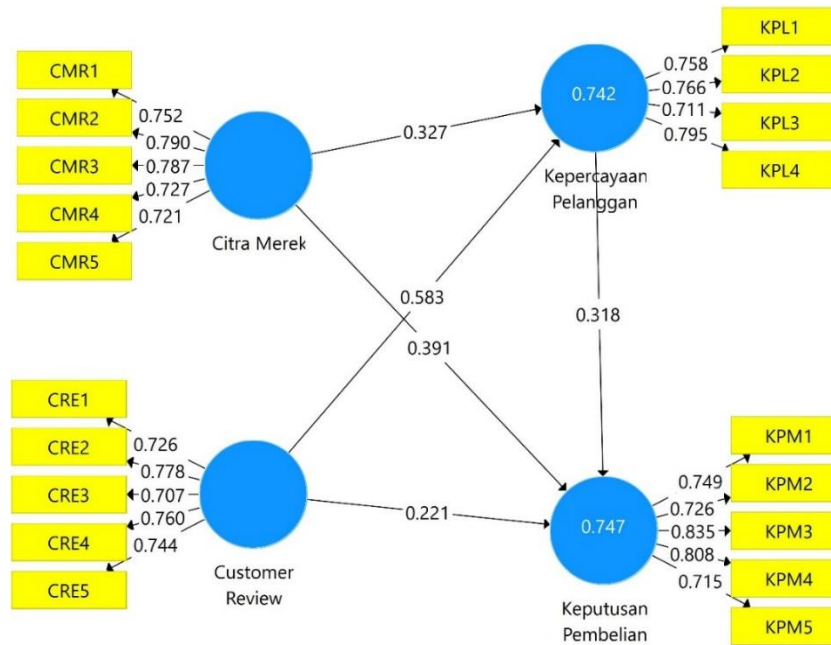 CMR1
CMR2
CMR3
CMR4
CMR5
0.752
0.790
0.787
0.727
0.721
Citra Merek
0.327
0.742
Kepercayaan
Pelanggan
0.758
0.766
0.711
0.795
KPL1
KPL2
KPL3
KPL4
0.583
0.391
0.318
CRE1
CRE2
CRE3
CRE4
CRE5
0.726
0.778
0.707
0.760
0.744
Customer
Review
0.221
0.747
Keputusan
Pembelian
0.749
0.726
0.835
0.808
0.715
KPM1
KPM2
KPM3
KPM4
KPM5